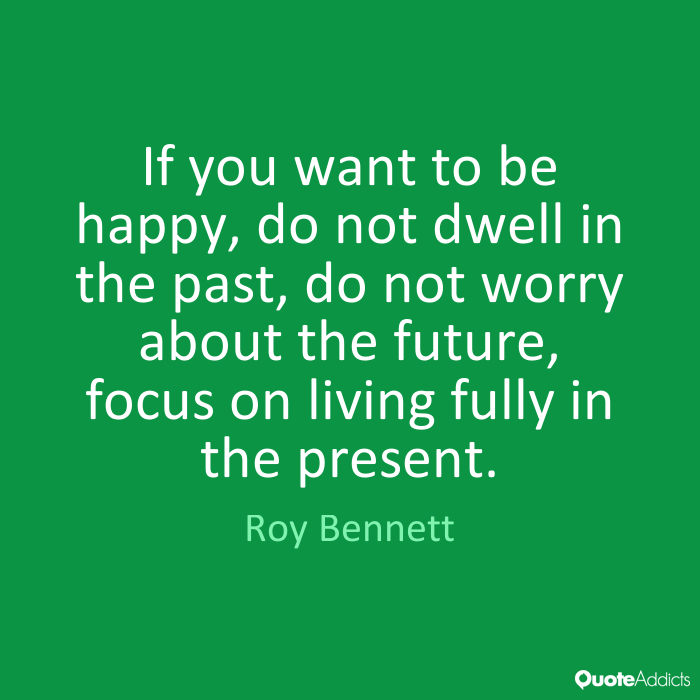 If you want to be
happy, do not dwell in
the past, do not worry
about the future,
focus on living fully in
the present.
Roy Bennett
QuoteAddicts